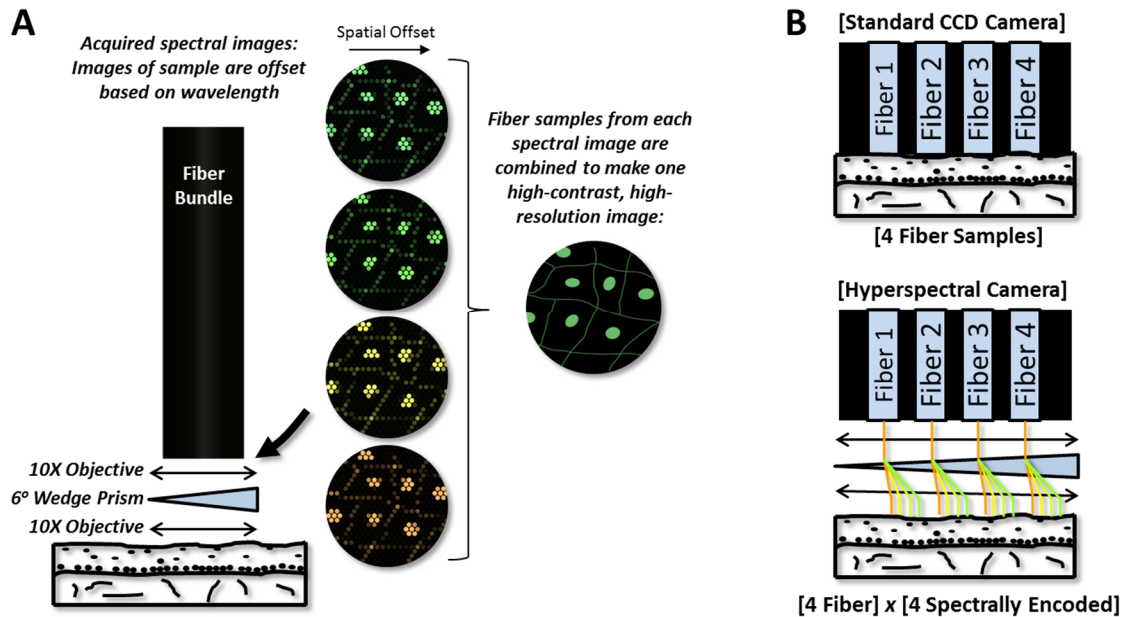 A
Acquired spectral images:
Images of sample are offset
based on wavelength
Spatial Offset
Fiber
Bundle
Fiber samples from each
spectral image are
combined to make one
high-contrast, high-
resolution image:
10X Objective
6° Wedge Prism
10X Objective
B
[Standard CCD Camera]
Fiber 1
Fiber 2
Fiber 3
Fiber 4
[4 Fiber Samples]
[Hyperspectral Camera]
Fiber 1
Fiber 2
Fiber 3
Fiber 4
[4 Fiber] x [4 Spectrally Encoded]